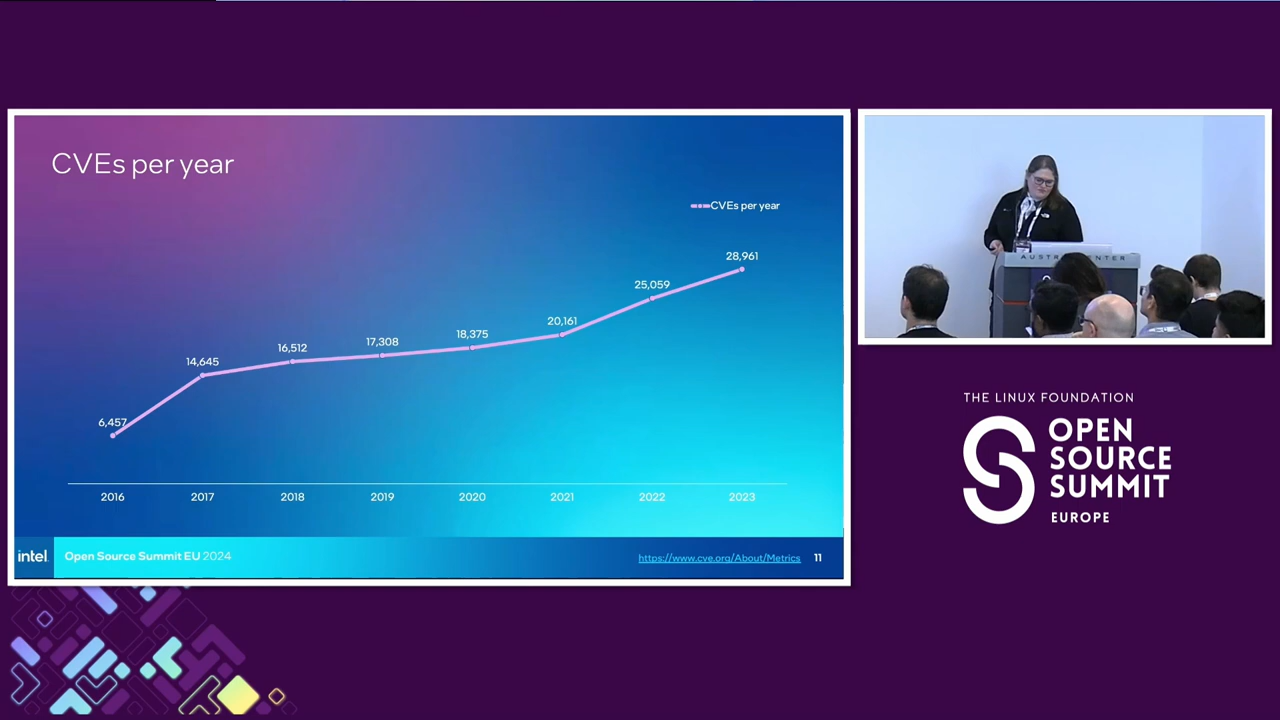 CVEs per year
CVEs per year
28,961
25,059
20,161
18,375
17,308
16,512
14,645
6,457
2016 2017 2018 2019 2020 2021 2022 2023
intel. Open Source Summit EU 2024 https://www.cve.org/About/Metrics 11
AUSTRIA CENTER
THE LINUX FOUNDATION
OPEN
SOURCE
SUMMIT
EUROPE